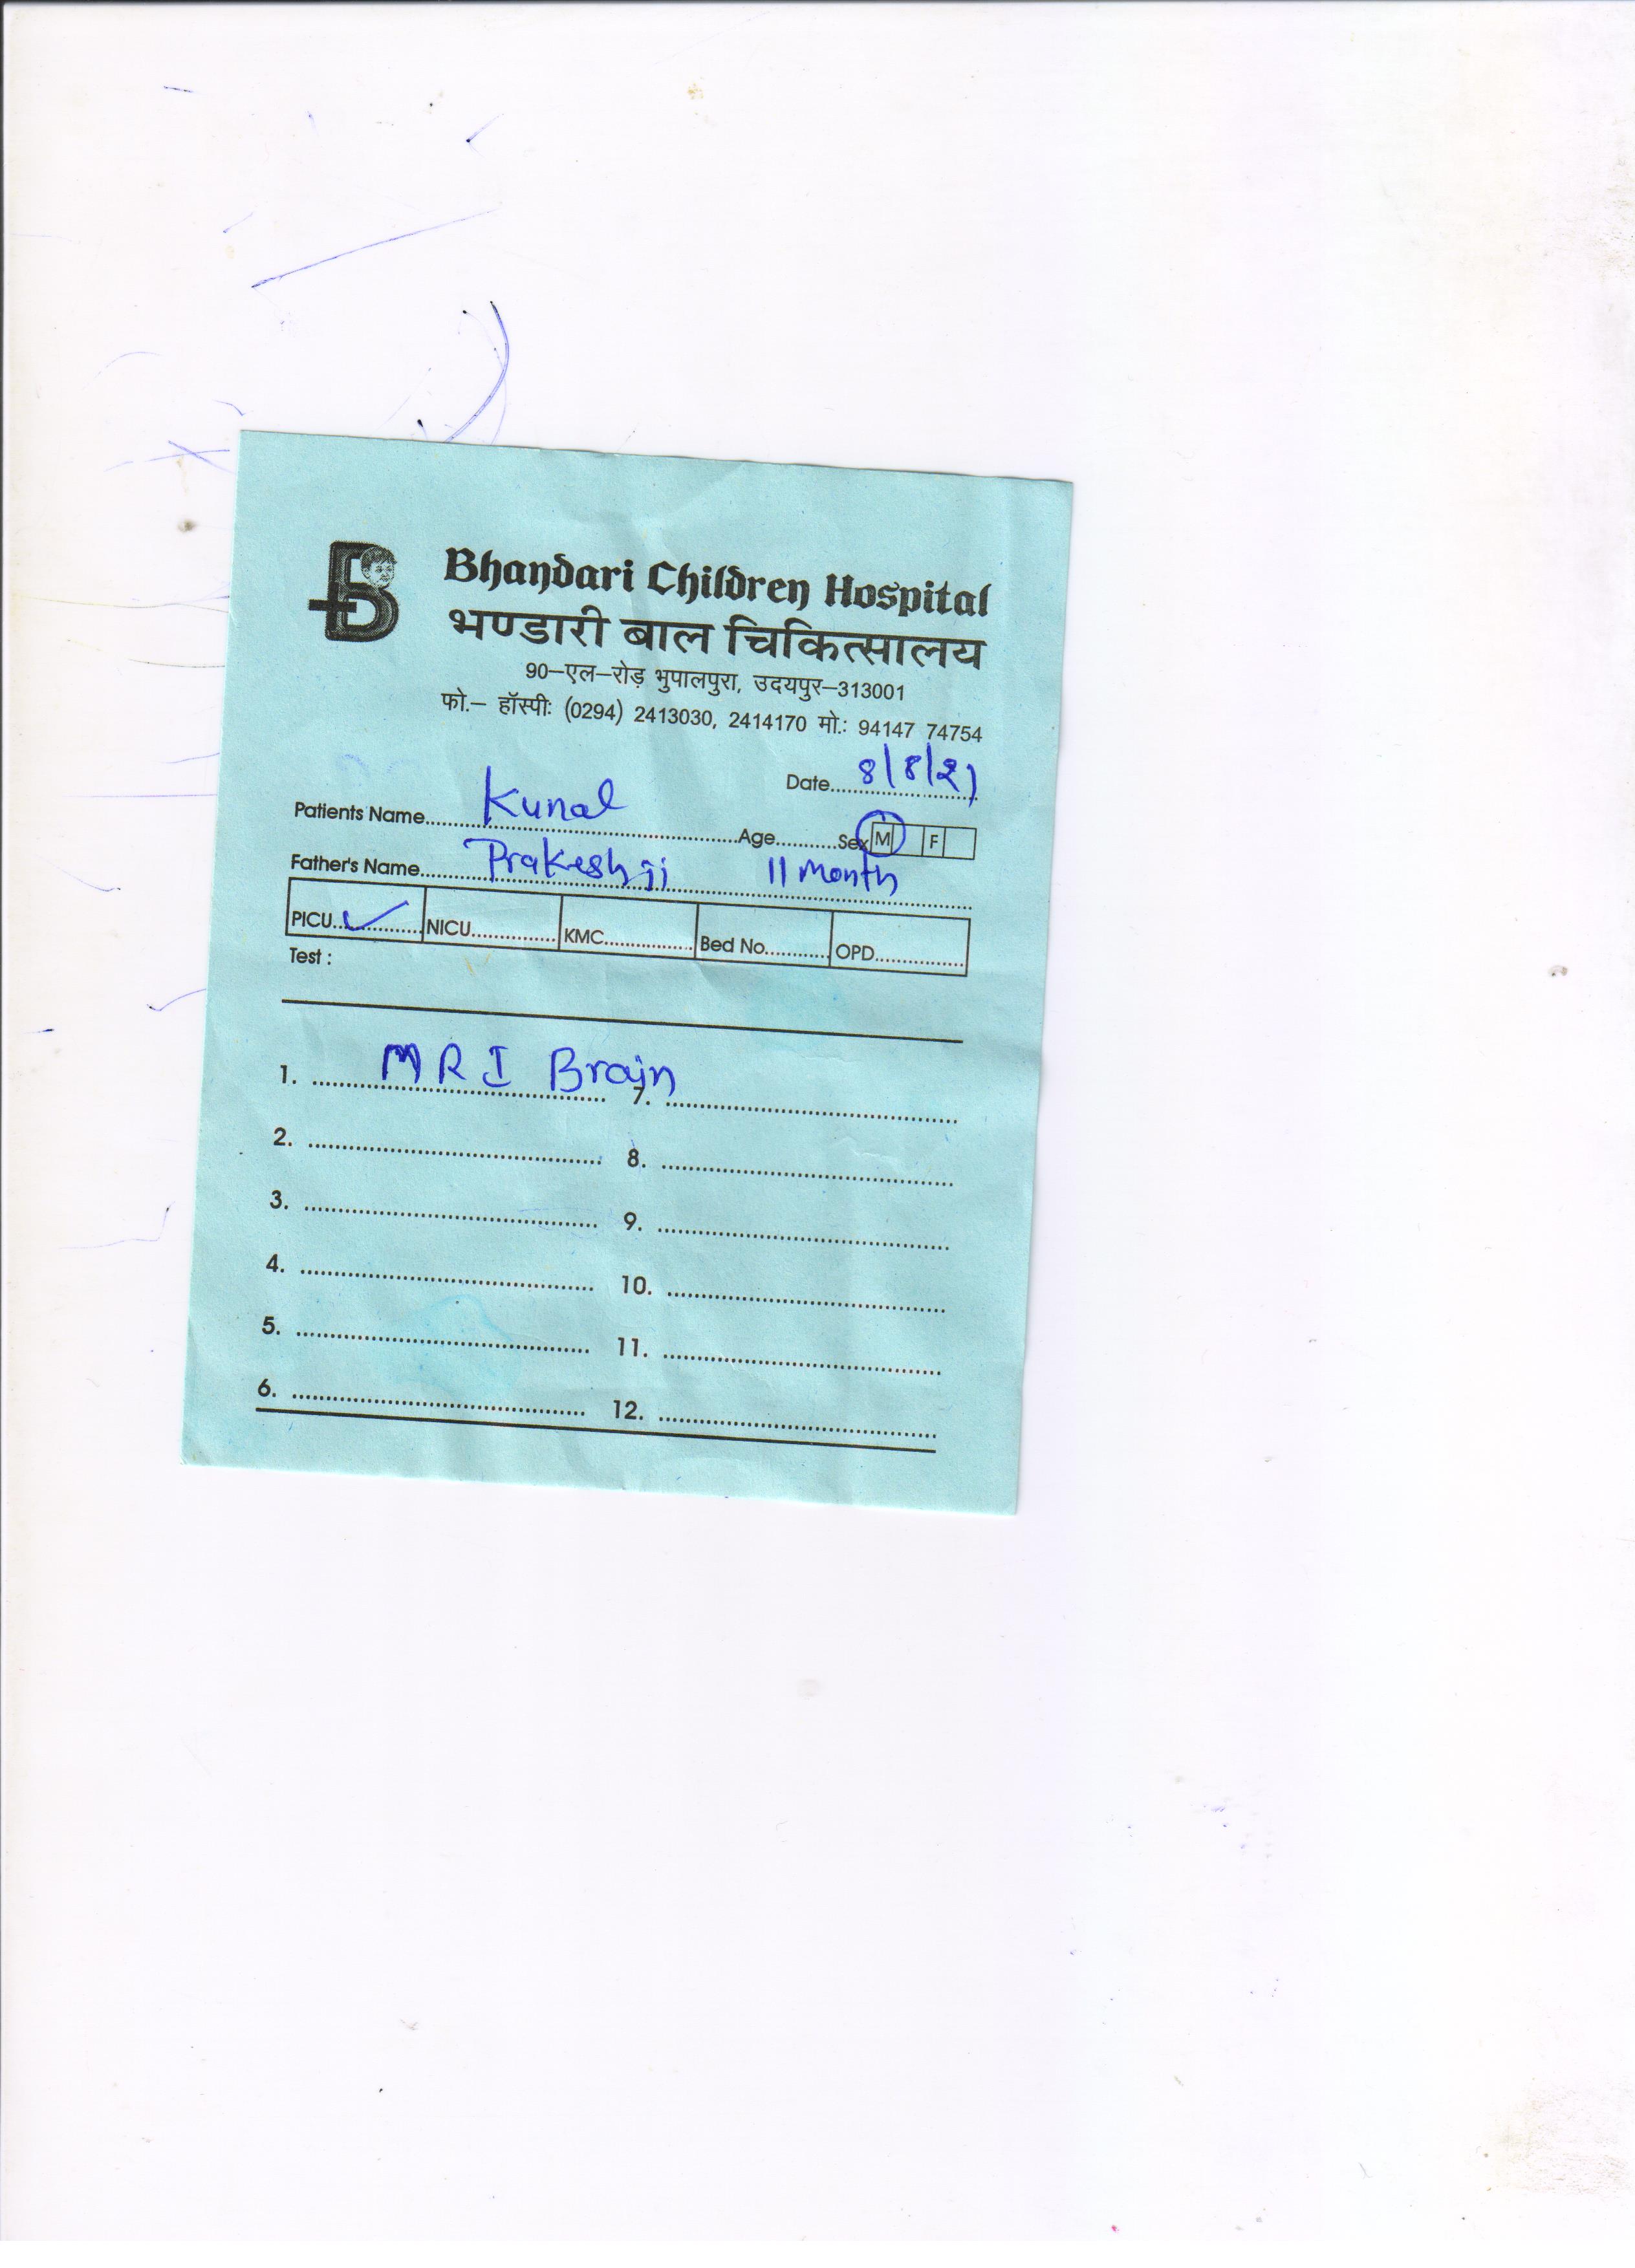 Bhandari Children Hospital
भण्डारी बाल चिकित्सालय
90–एल–रोड़ भुपालपुरा, उदयपुर–313001
फो.– हॉस्पीः (0294) 2413030, 2414170 मो.: 94147 74754
Date.......... 8/8/21
Patients Name.......... Kunal Age.......... Sex M F
Father's Name.......... Prakesh ji 11 month
PICU.......... ✓ NICU.......... KMC.......... Bed No.......... OPD..........
Test :
1. MRI Brain 7.
2. 8.
3. 9.
4. 10.
5. 11.
6. 12.